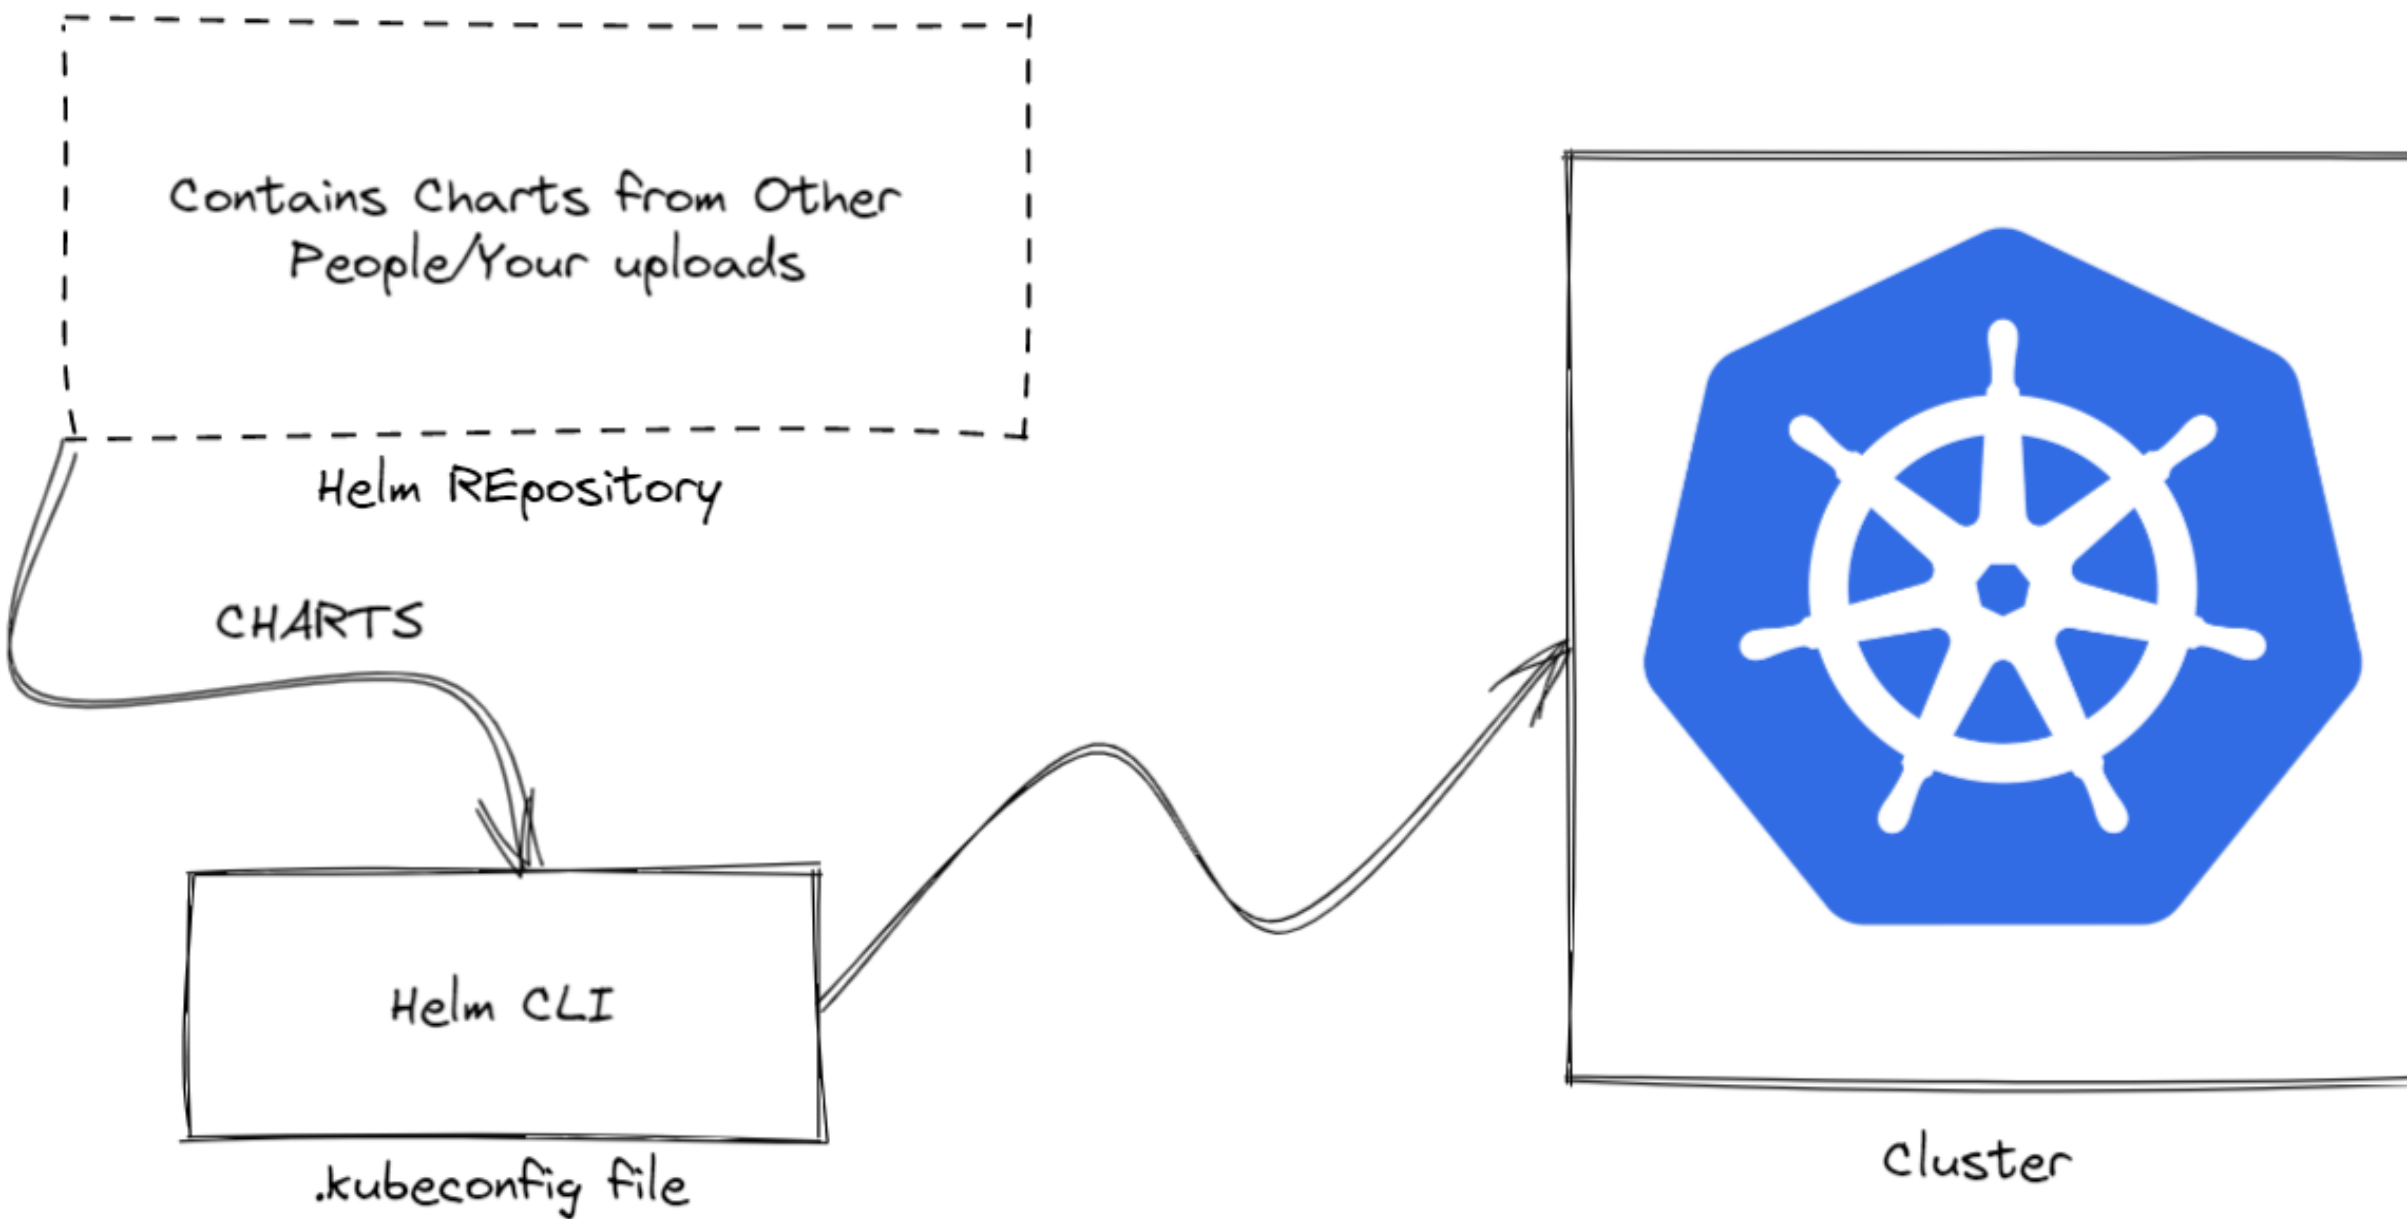 Contains Charts from Other
People/Your uploads
Helm REpository
CHARTS
Helm CLI
.kubeconfig file
Cluster